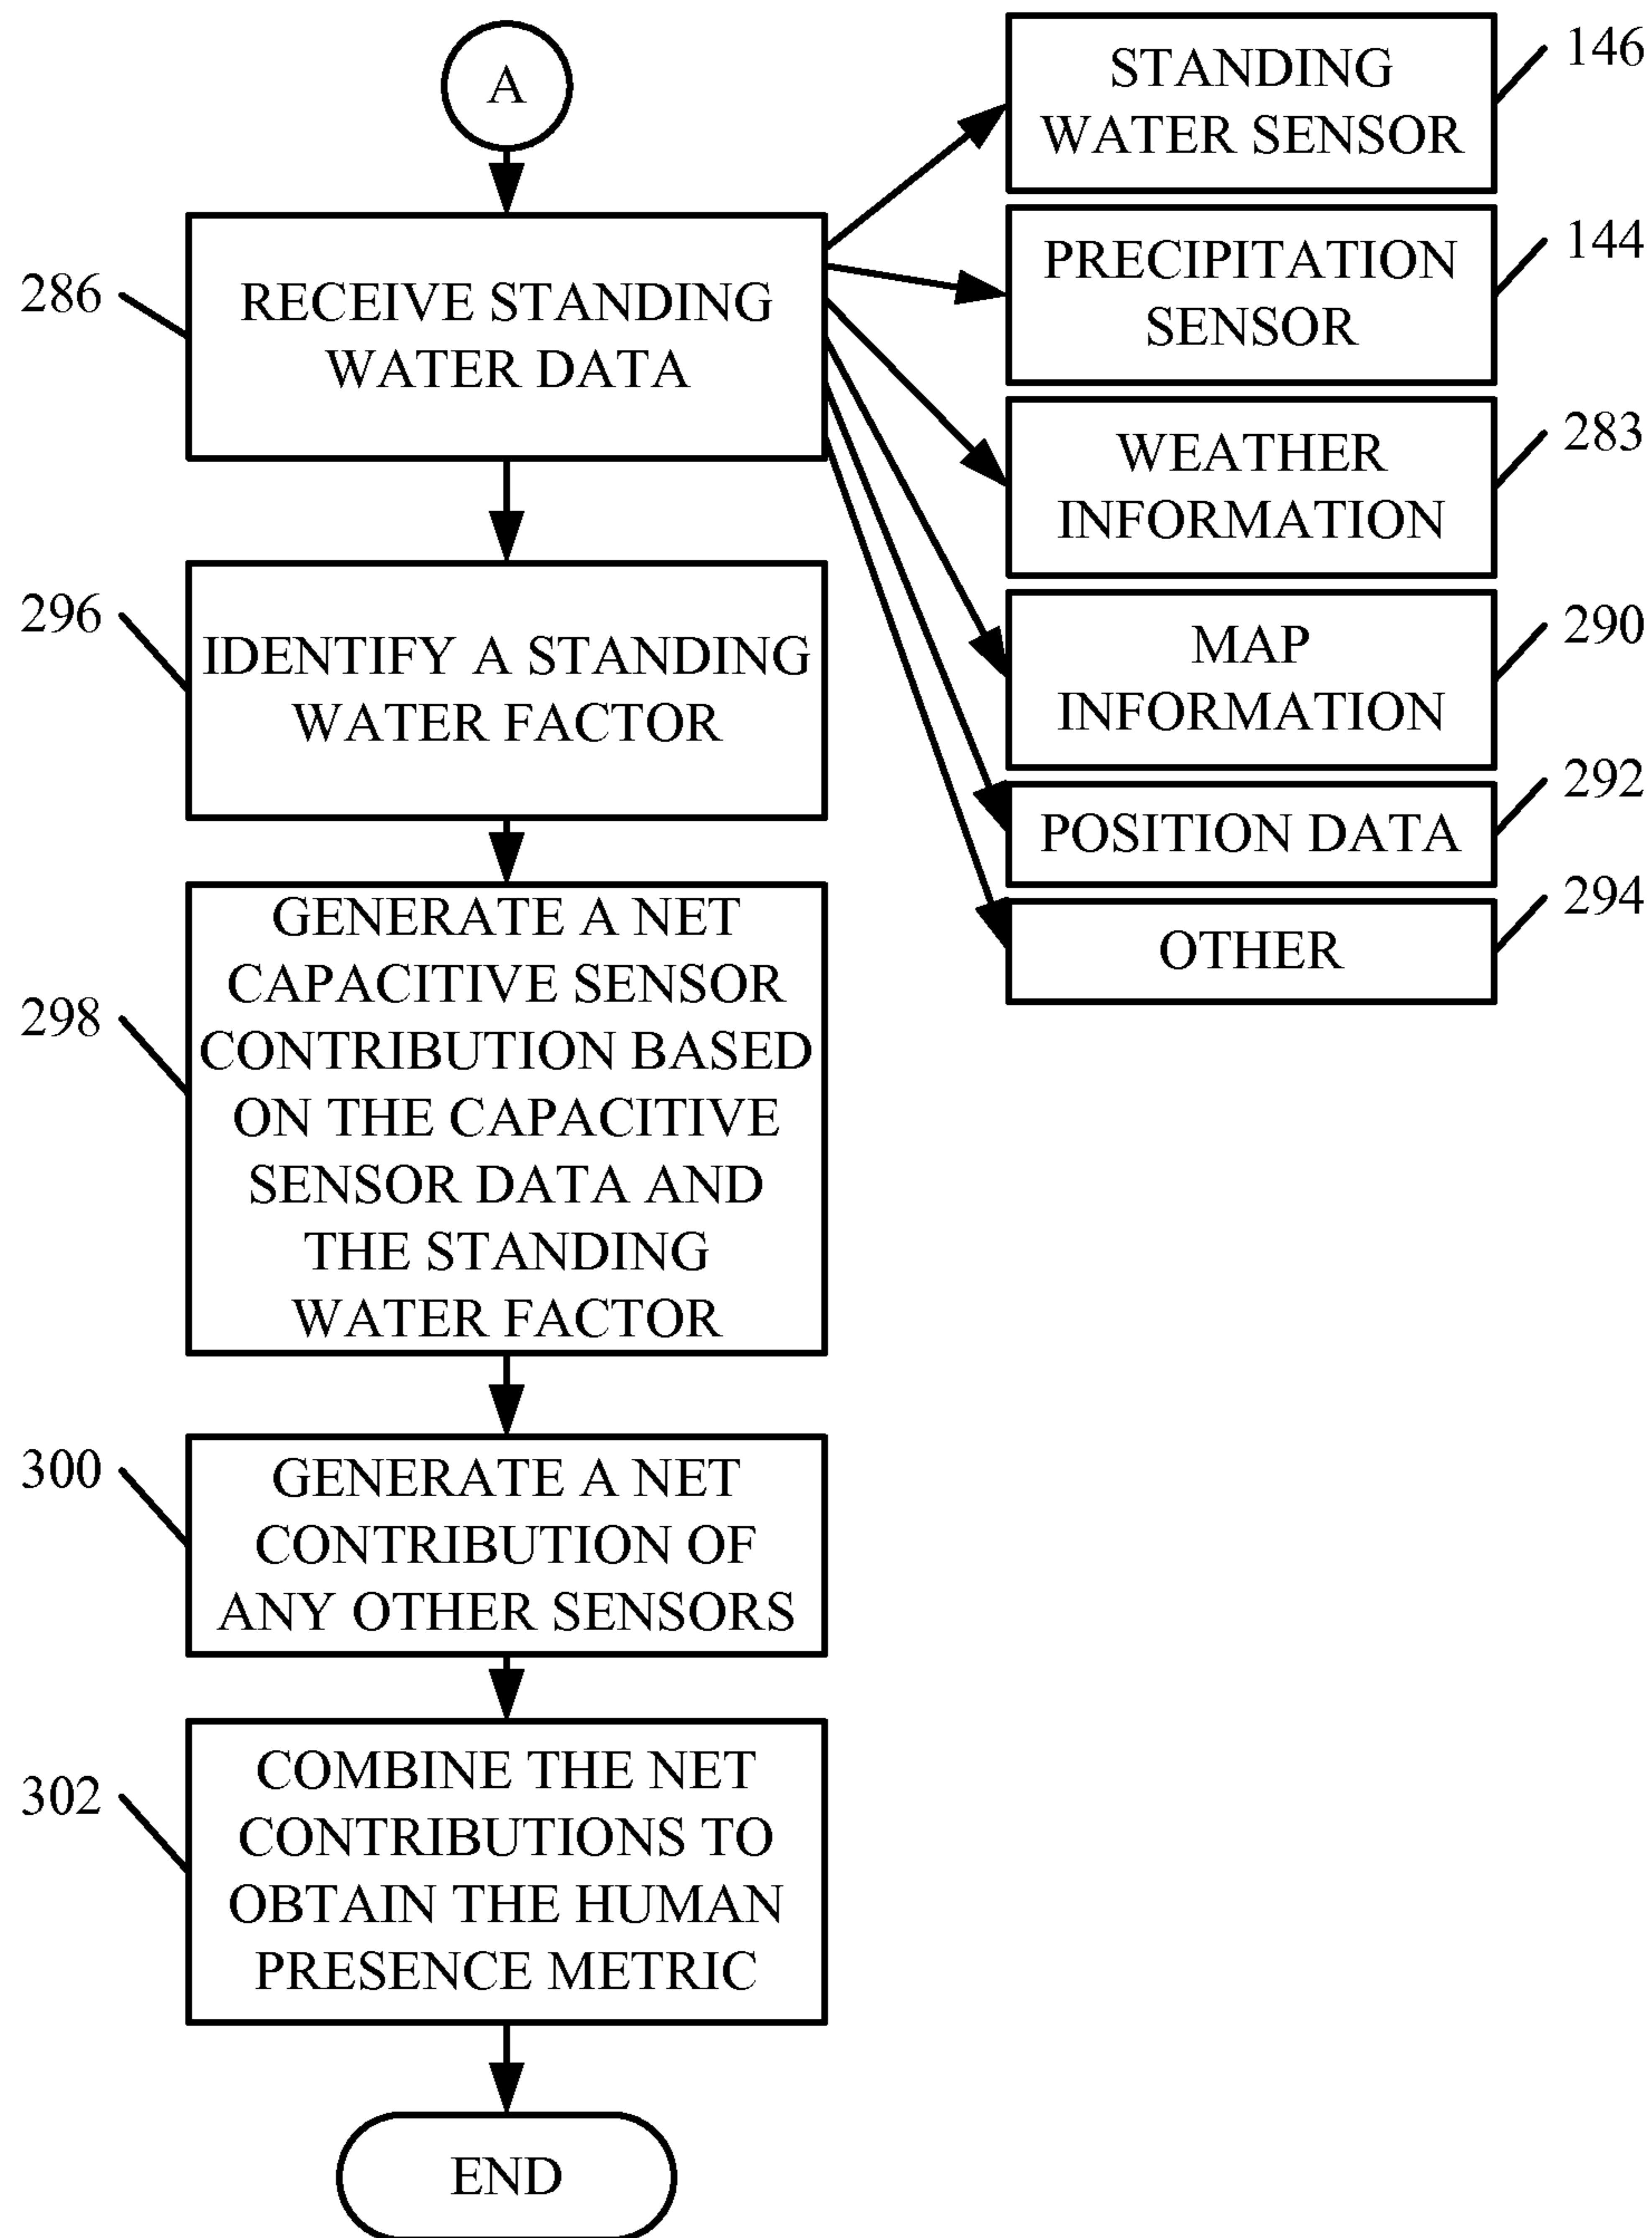 A
286
RECEIVE STANDING
WATER DATA
STANDING
WATER SENSOR
146
PRECIPITATION
SENSOR
144
WEATHER
INFORMATION
283
MAP
INFORMATION
290
POSITION DATA
292
OTHER
294
296
IDENTIFY A STANDING
WATER FACTOR
298
GENERATE A NET
CAPACITIVE SENSOR
CONTRIBUTION BASED
ON THE CAPACITIVE
SENSOR DATA AND
THE STANDING
WATER FACTOR
300
GENERATE A NET
CONTRIBUTION OF
ANY OTHER SENSORS
302
COMBINE THE NET
CONTRIBUTIONS TO
OBTAIN THE HUMAN
PRESENCE METRIC
END